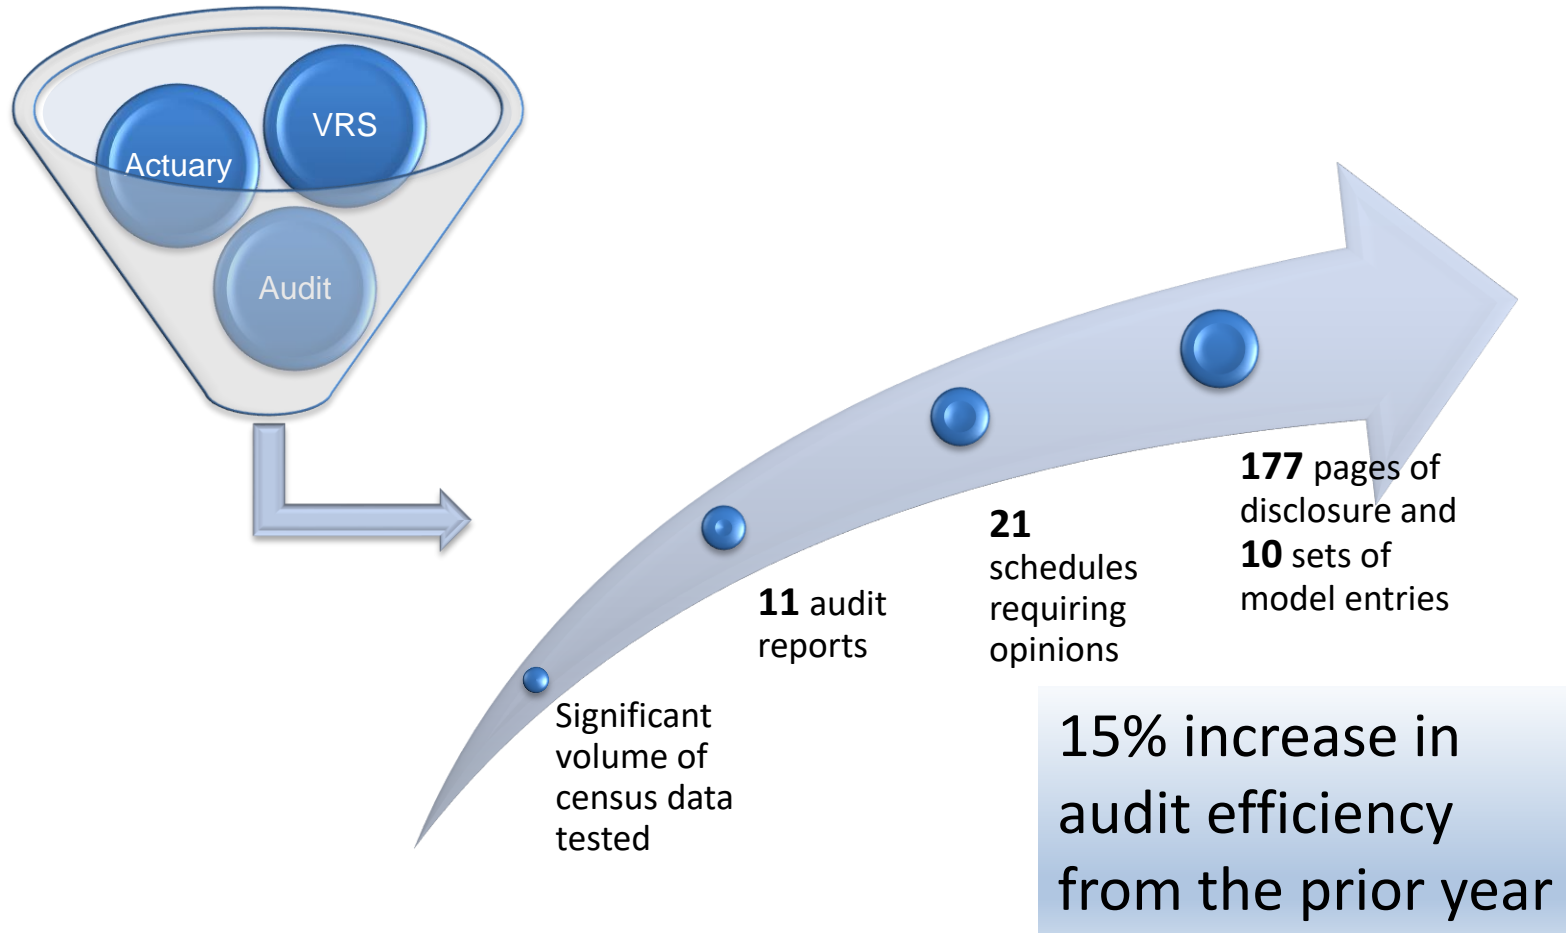 VRS
Actuary
Audit
Significant
volume of
census data
tested
11 audit
reports
21
schedules
requiring
opinions
177 pages of
disclosure and
10 sets of
model entries
15% increase in
audit efficiency
from the prior year